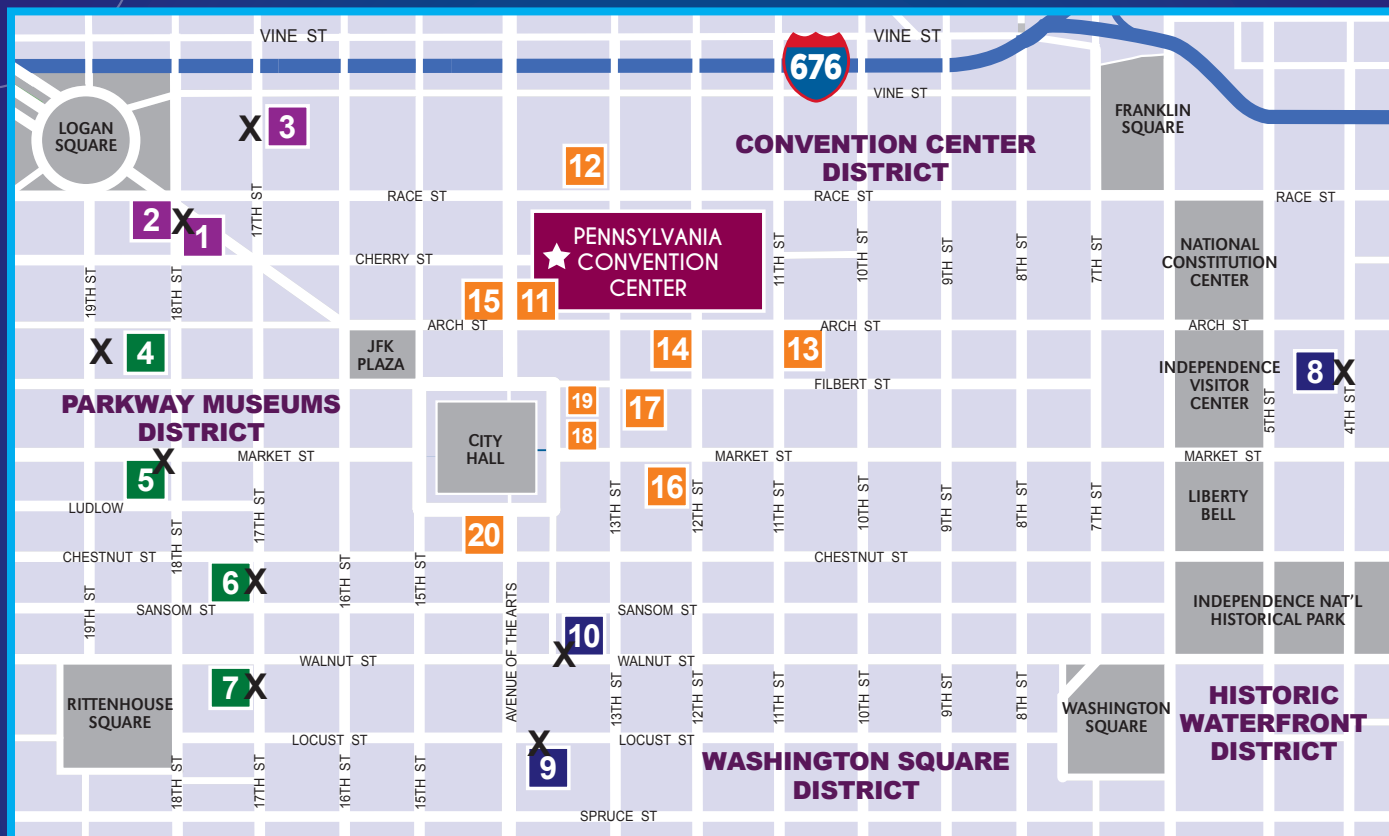 VINE ST
VINE ST
676
VINE ST
LOGAN
SQUARE
X
3
FRANKLIN
SQUARE
CONVENTION CENTER
DISTRICT
12
17TH ST
RACE ST
RACE ST
RACE ST
2
X
1
PENNSYLVANIA
CONVENTION
CENTER
11TH ST
10TH ST
9TH ST
8TH ST
7TH ST
NATIONAL
CONSTITUTION
CENTER
CHERRY ST
19TH ST
18TH ST
15
11
ARCH ST
ARCH ST
ARCH ST
X
4
JFK
PLAZA
14
13
INDEPENDENCE
VISITOR
CENTER
8
X
FILBERT ST
5TH ST
4TH ST
PARKWAY MUSEUMS
DISTRICT
19
17
18
CITY
HALL
MARKET ST
MARKET ST
MARKET ST
5
X
16
LIBERTY
BELL
LUDLOW
18TH ST
17TH ST
13TH ST
12TH ST
11TH ST
10TH ST
9TH ST
8TH ST
7TH ST
20
CHESTNUT ST
CHESTNUT ST
6
X
19TH ST
16TH ST
15TH ST
SANSOM ST
SANSOM ST
INDEPENDENCE NAT'L
HISTORICAL PARK
AVENUE OF THE ARTS
10
X
WALNUT ST
WALNUT ST
7
X
RITTENHOUSE
SQUARE
13TH ST
12TH ST
11TH ST
10TH ST
9TH ST
8TH ST
WASHINGTON
SQUARE
HISTORIC
WATERFRONT
DISTRICT
LOCUST ST
LOCUST ST
X
9
WASHINGTON SQUARE
DISTRICT
18TH ST
17TH ST
16TH ST
15TH ST
SPRUCE ST